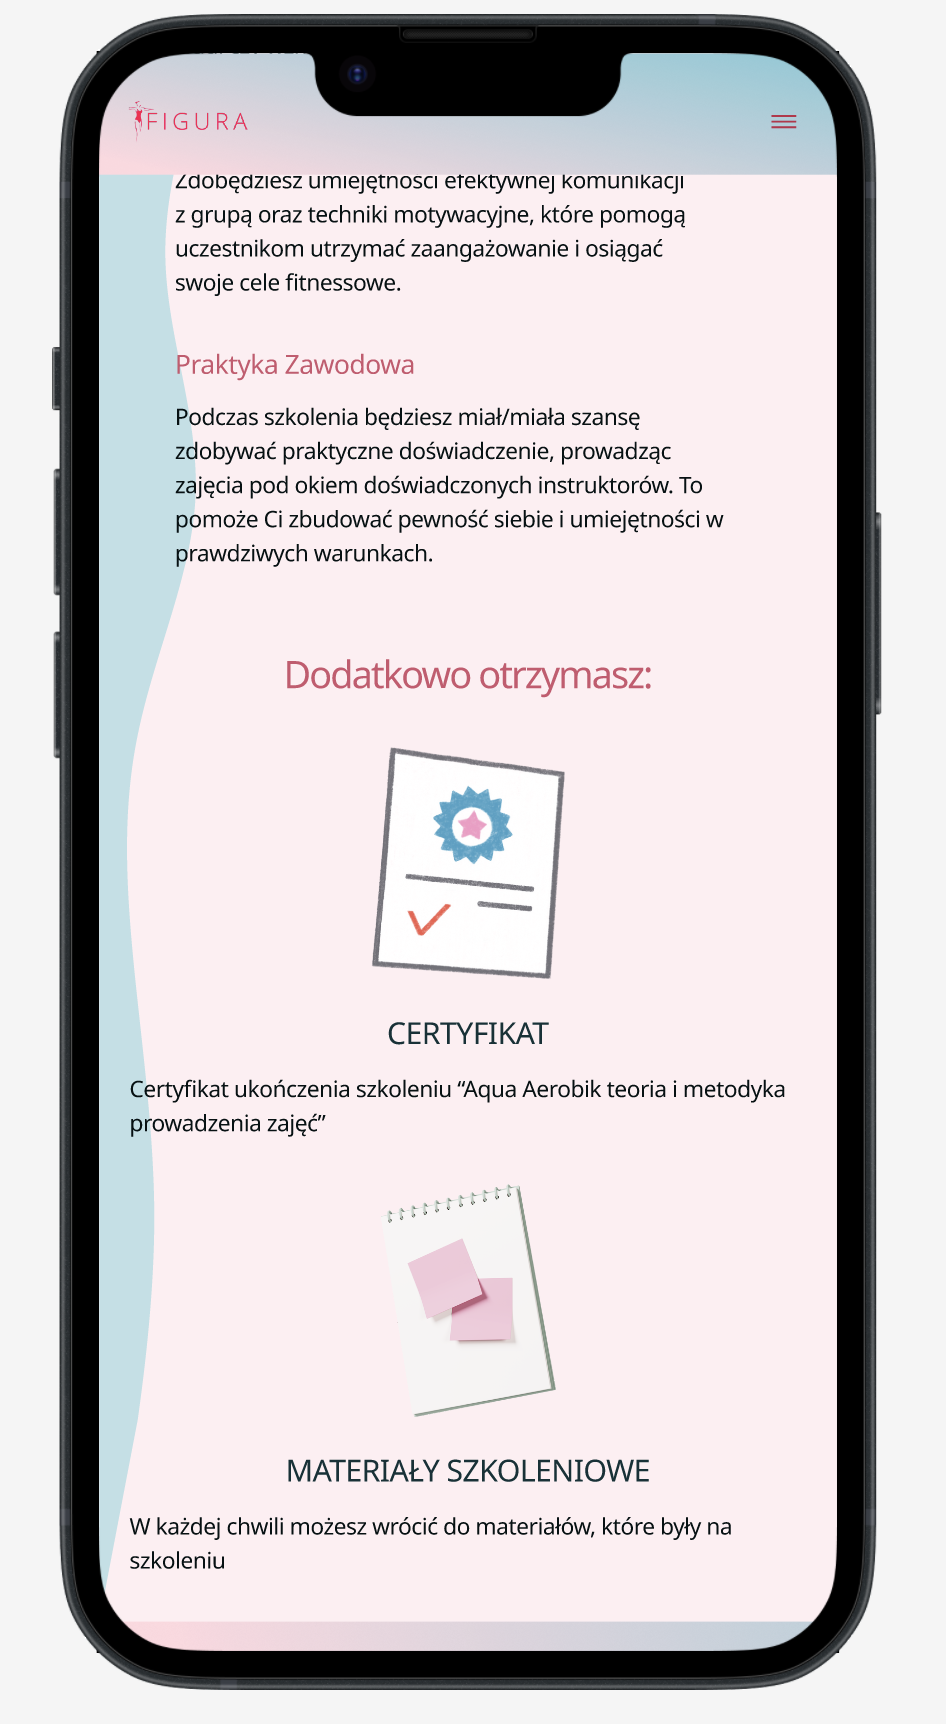 FIGURA
Zdobędziesz umiejętności efektywnej komunikacji
z grupą oraz techniki motywacyjne, które pomogą
uczestnikom utrzymać zaangażowanie i osiągać
swoje cele fitnessowe.
Praktyka Zawodowa
Podczas szkolenia będziesz miał/miała szansę
zdobywać praktyczne doświadczenie, prowadząc
zajęcia pod okiem doświadczonych instruktorów. To
pomoże Ci zbudować pewność siebie i umiejętności w
prawdziwych warunkach.
Dodatkowo otrzymasz:
CERTYFIKAT
Certyfikat ukończenia szkoleniu “Aqua Aerobik teoria i metodyka
prowadzenia zajęć”
MATERIAŁY SZKOLENIOWE
W każdej chwili możesz wrócić do materiałów, które były na
szkoleniu